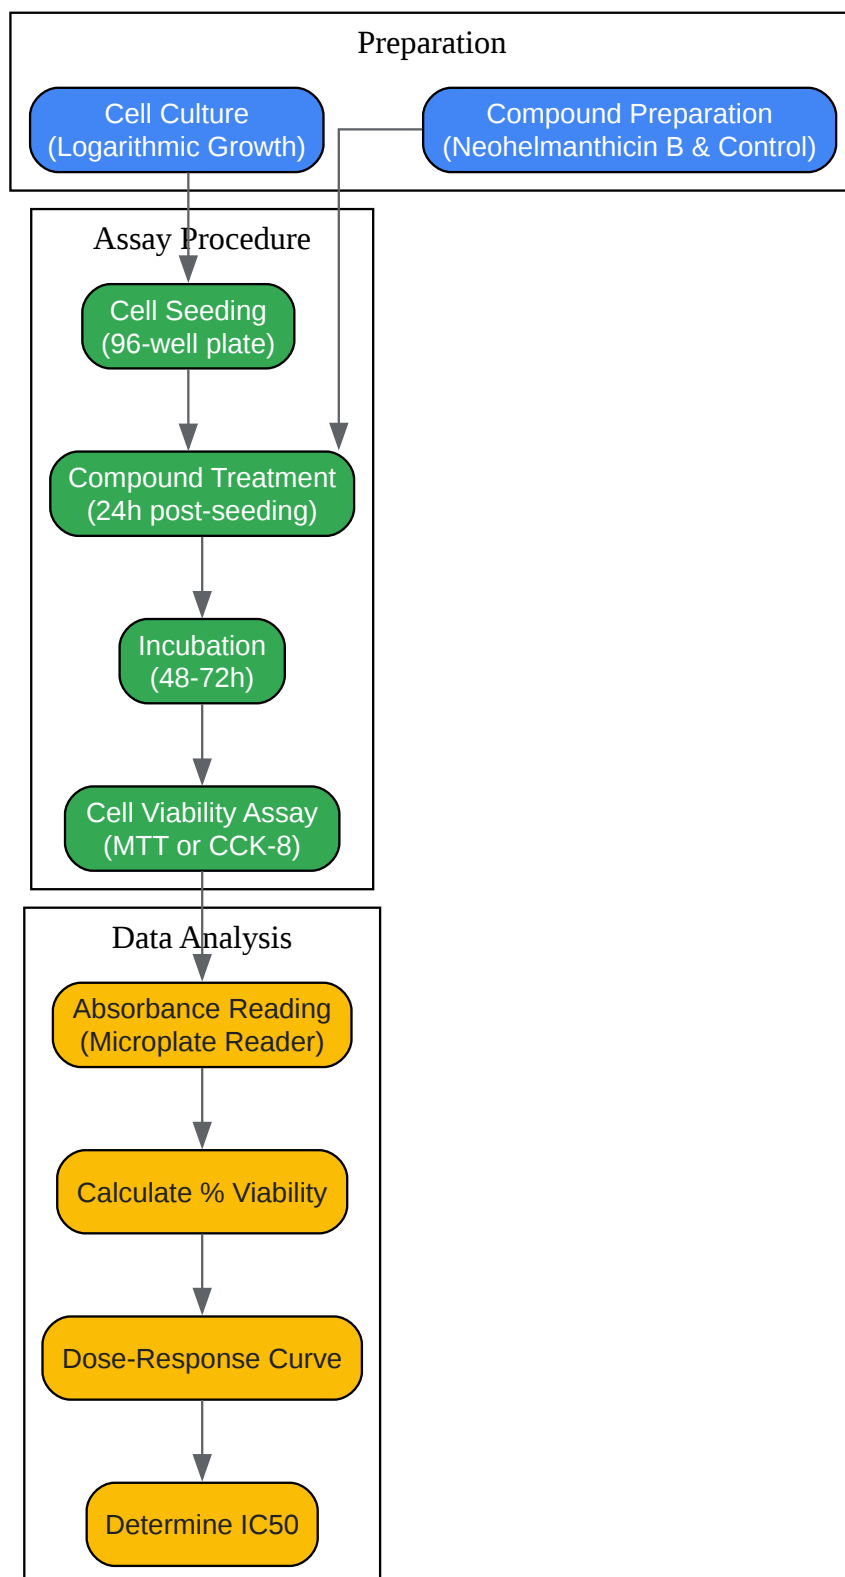 Preparation
Cell Culture
(Logarithmic Growth)
Compound Preparation
(Neohelmanthicin B & Control)
Assay Procedure
Cell Seeding
(96-well plate)
Compound Treatment
(24h post-seeding)
Incubation
(48-72h)
Cell Viability Assay
(MTT or CCK-8)
Data Analysis
Absorbance Reading
(Microplate Reader)
Calculate % Viability
Dose-Response Curve
Determine IC50